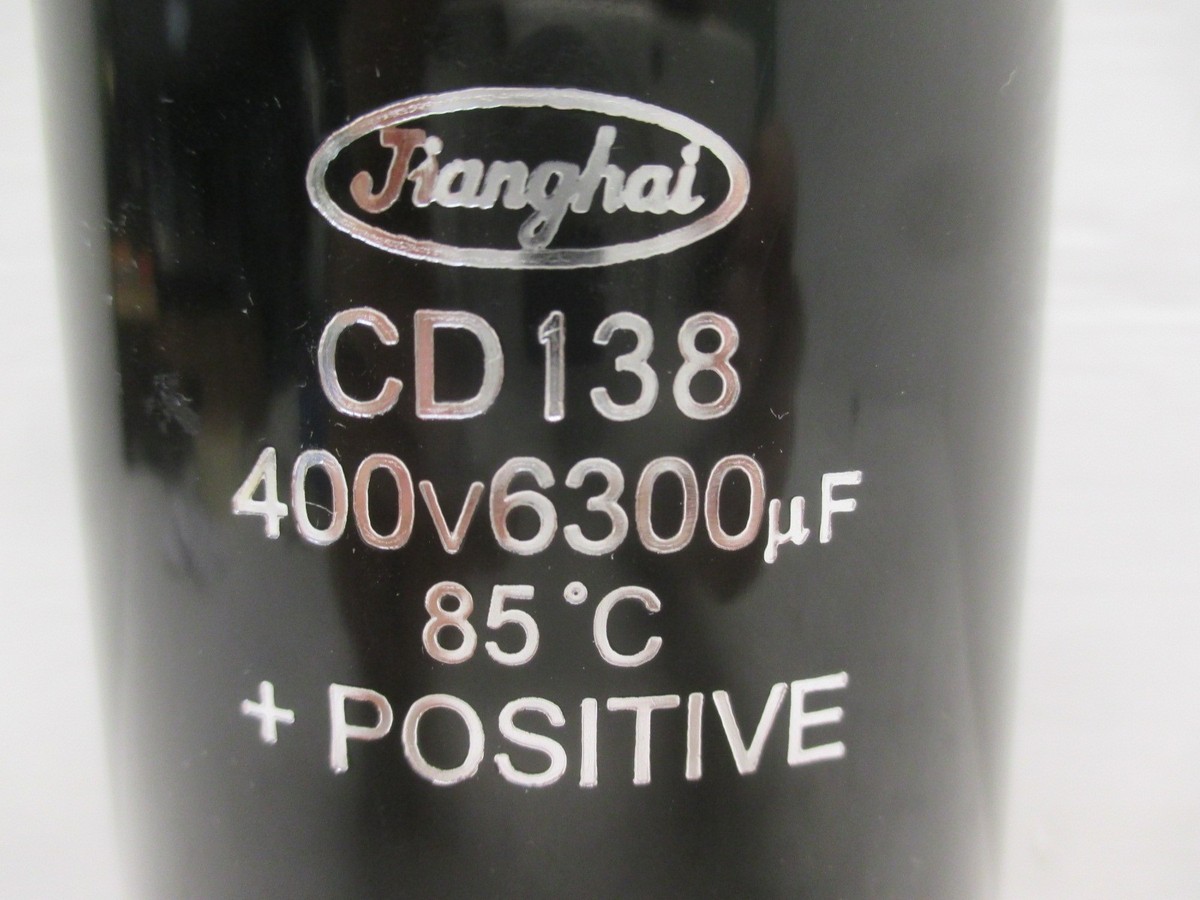 Jianghai
CD138
400v6300μF
85°C
+ POSITIVE